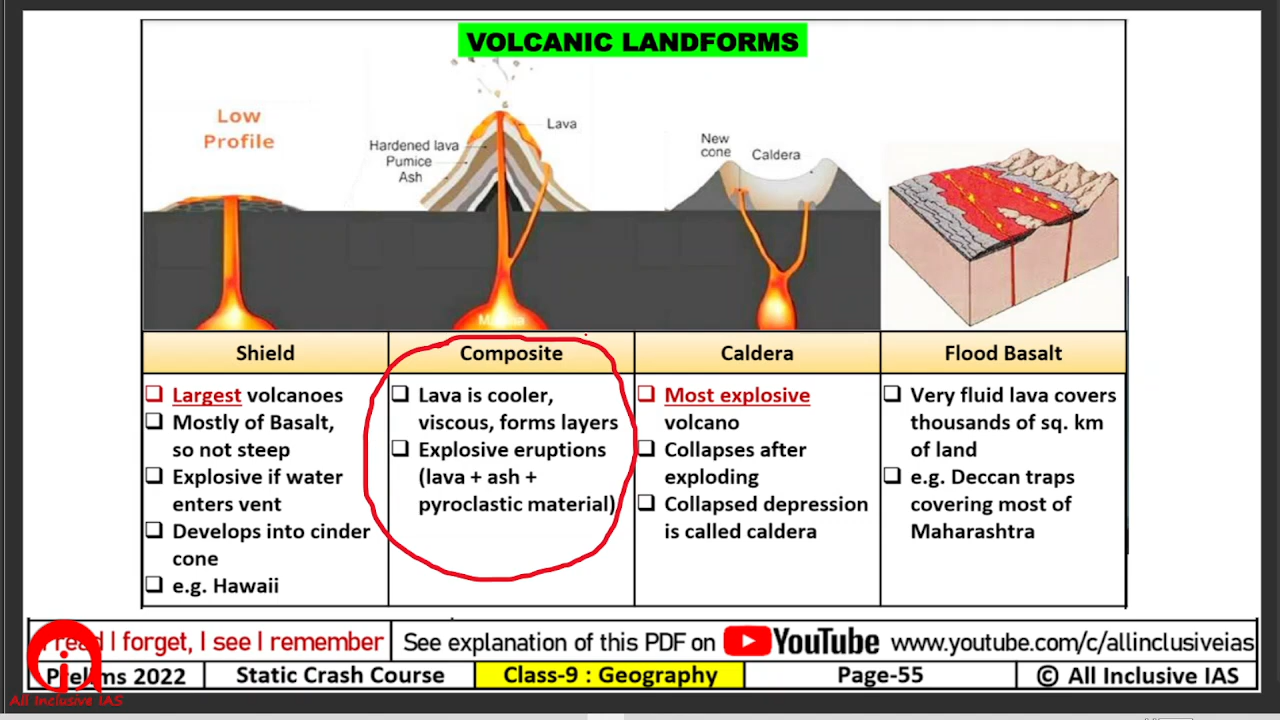 VOLCANIC LANDFORMS
Low
Profile
Lava
Hardened lava
Pumice
Ash
New
cone
Caldera
Shield
Composite
Caldera
Flood Basalt
❑ Largest volcanoes
❑ Mostly of Basalt,
so not steep
❑ Explosive if water
enters vent
❑ Develops into cinder
cone
❑ e.g. Hawaii
❑ Lava is cooler,
viscous, forms layers
❑ Explosive eruptions
(lava + ash +
pyroclastic material)
❑ Most explosive
volcano
❑ Collapses after
exploding
❑ Collapsed depression
is called caldera
❑ Very fluid lava covers
thousands of sq. km
of land
❑ e.g. Deccan traps
covering most of
Maharashtra
I forget, I see I remember
See explanation of this PDF on YouTube www.youtube.com/c/allinclusiveias
2022
Static Crash Course
Class-9 : Geography
Page-55
© All Inclusive IAS
All Inclusive IAS